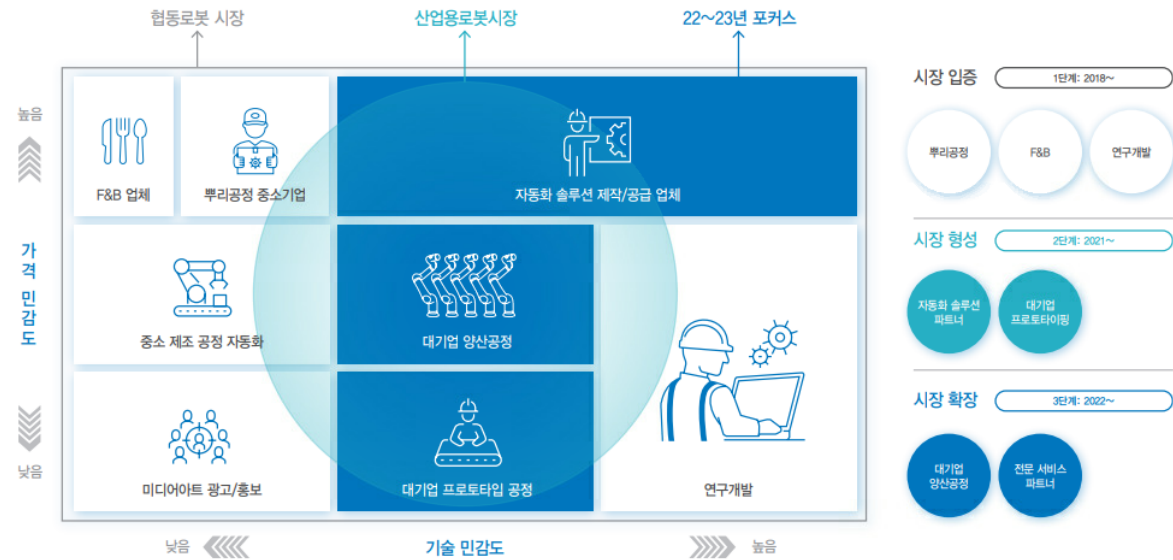 협동로봇 시장
산업용로봇시장
22~23년 포커스
높음
가격 민감도
낮음
F&B 업체
뿌리공정 중소기업
자동화 솔루션 제작/공급 업체
중소 제조 공정 자동화
대기업 양산공정
미디어아트 광고/홍보
대기업 프로토타입 공정
연구개발
낮음
기술 민감도
높음
시장 입증
1단계: 2018~
뿌리공정
F&B
연구개발
시장 형성
2단계: 2021~
자동화 솔루션
파트너
대기업
프로토타이핑
시장 확장
3단계: 2022~
대기업
양산공정
전문 서비스
파트너